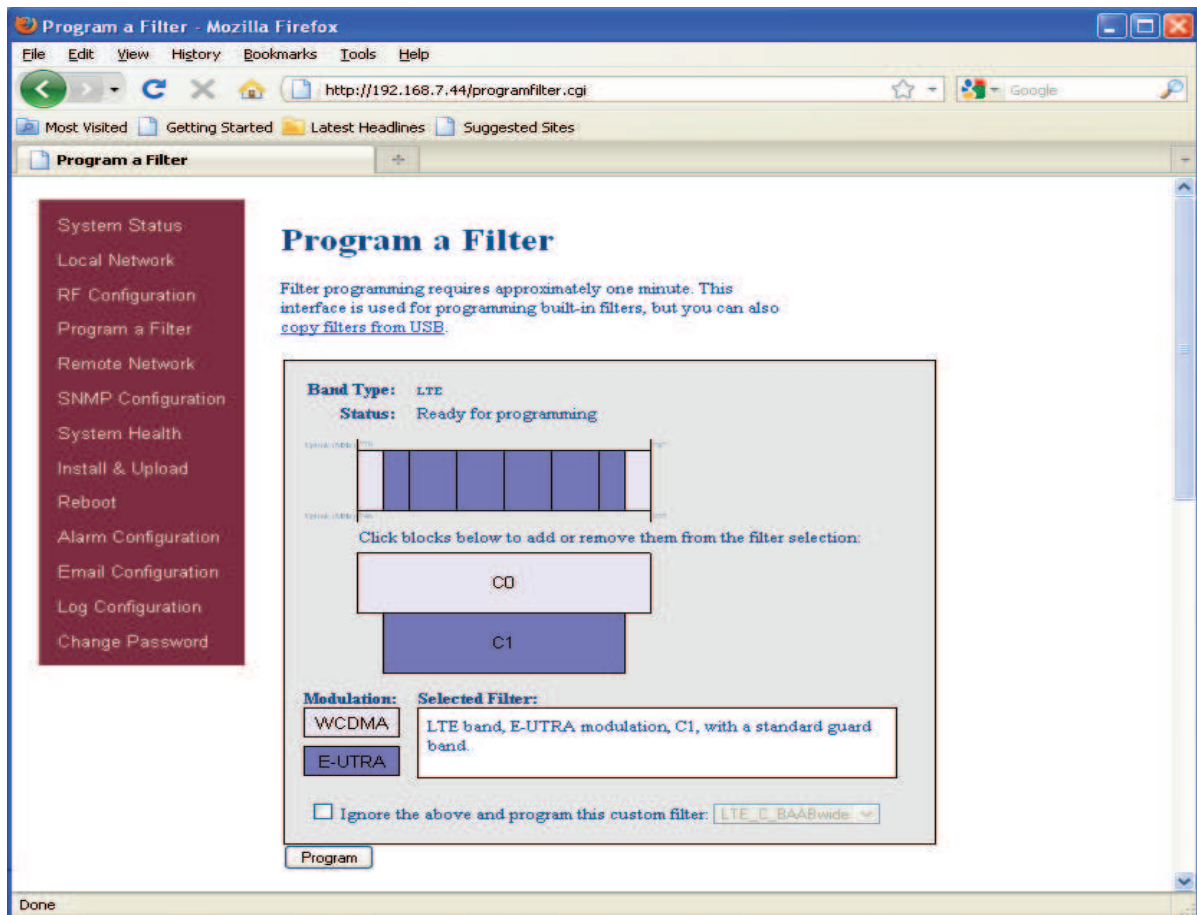 Program a Filter - Mozilla Firefox
File Edit View History Bookmarks Tools Help
http://192.168.7.44/programfilter.cgi
Google
Most Visited Getting Started Latest Headlines Suggested Sites
Program a Filter
System Status
Local Network
RF Configuration
Program a Filter
Remote Network
SNMP Configuration
System Health
Install & Upload
Reboot
Alarm Configuration
Email Configuration
Log Configuration
Change Password
Program a Filter
Filter programming requires approximately one minute. This
interface is used for programming built-in filters, but you can also
copy filters from USB.
Band Type: LTE
Status: Ready for programming
Click blocks below to add or remove them from the filter selection:
C0
C1
Modulation: Selected Filter:
WCDMA
E-UTRA
LTE band, E-UTRA modulation, C1, with a standard guard
band.
Ignore the above and program this custom filter: LTE_C_BAABwide
Program
Done